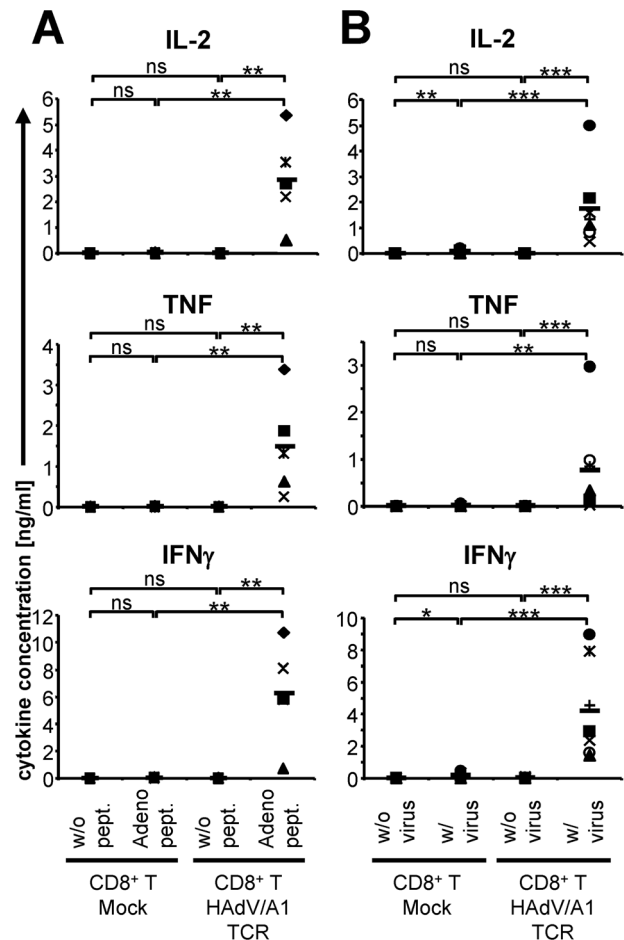 A
B
IL-2
IL-2
ns
**
ns
**
6
5
4
3
2
1
0
ns
***
**
***
6
5
4
3
2
1
0
TNF
TNF
ns
**
ns
**
4
3
2
1
0
ns
***
ns
**
3
2
1
0
IFNγ
IFNγ
ns
**
ns
**
12
10
8
6
4
2
0
ns
***
*
***
10
8
6
4
2
0
cytokine concentration [ng/ml]
w/o pept.
Adeno pept.
w/o pept.
Adeno pept.
w/o virus
w/ virus
w/o virus
w/ virus
CD8⁺ T
Mock
CD8⁺ T
HAdV/A1
TCR
CD8⁺ T
Mock
CD8⁺ T
HAdV/A1
TCR